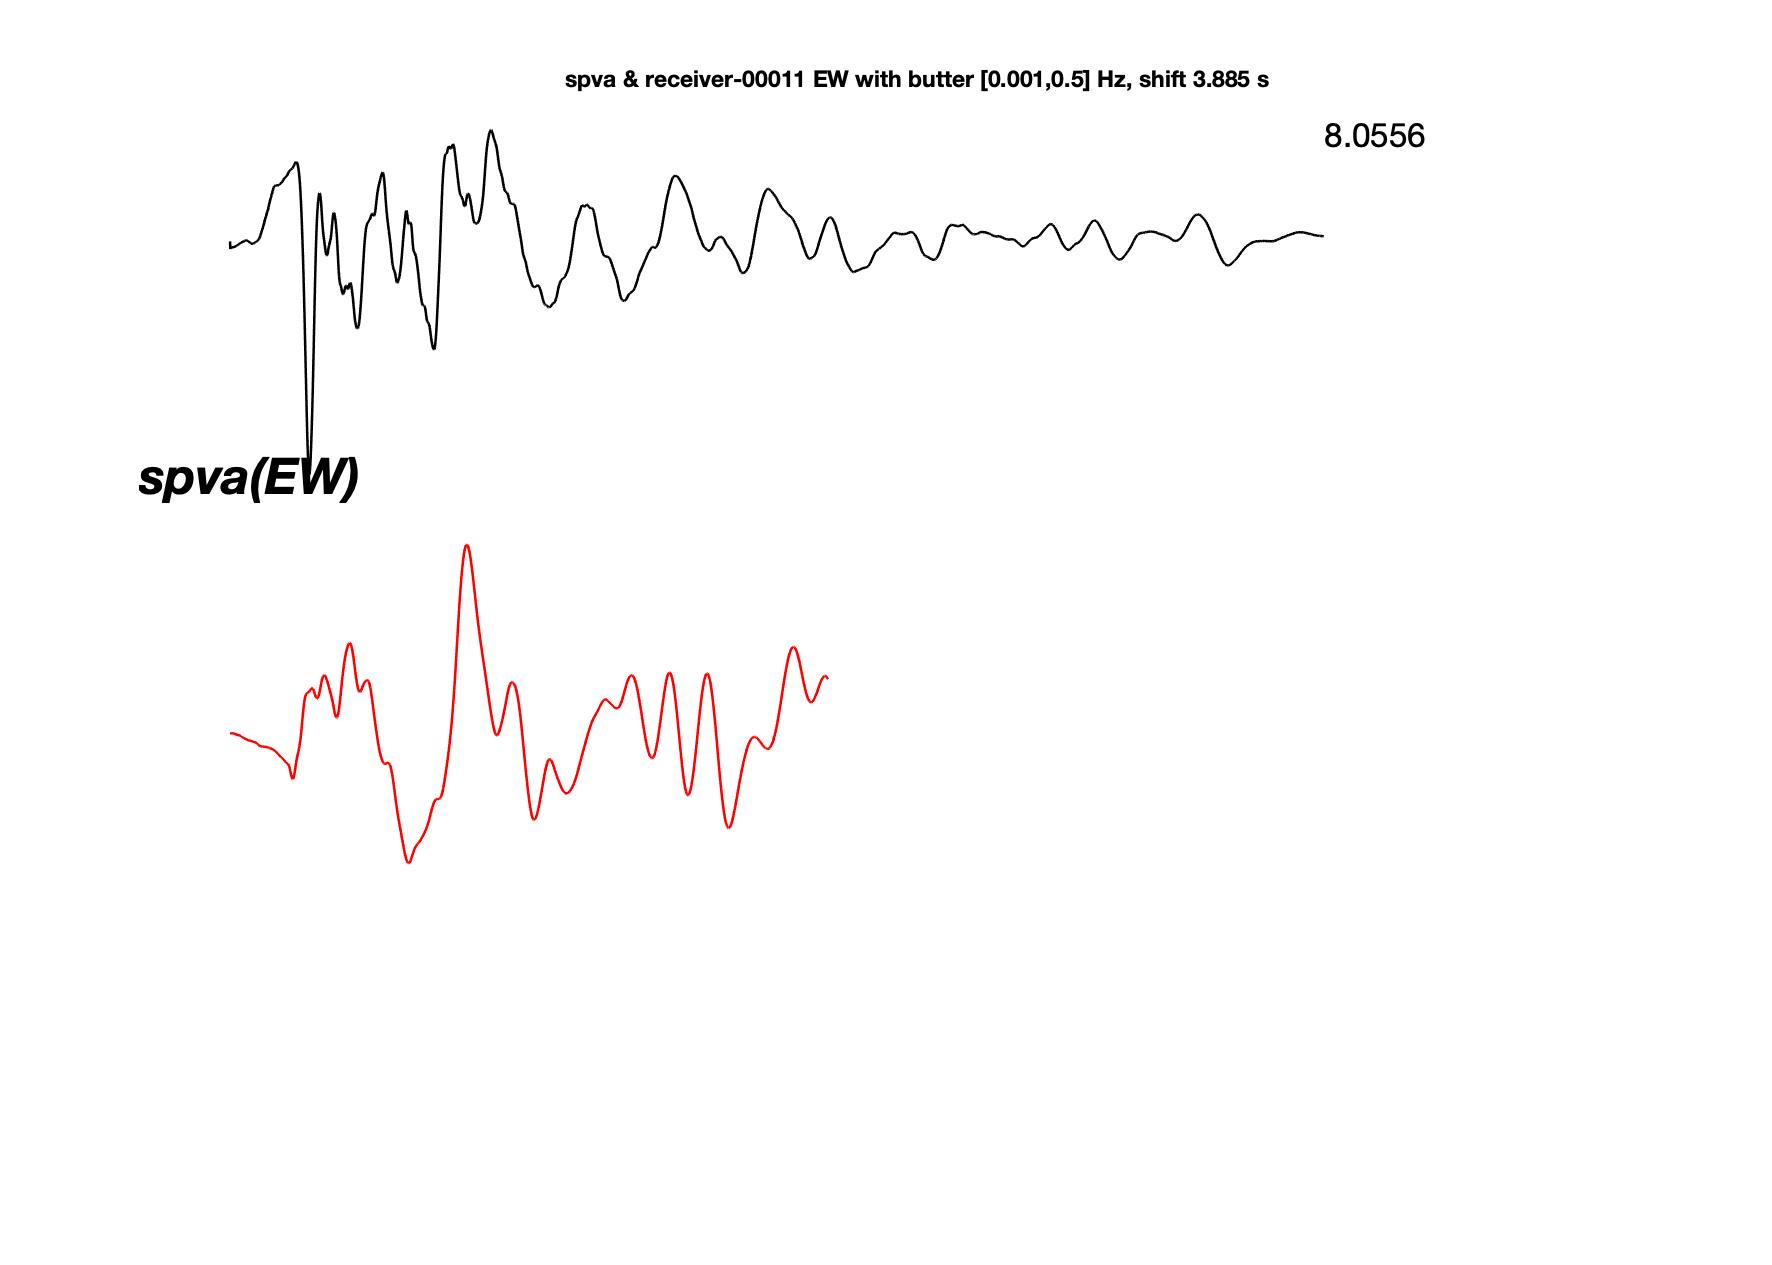 spva & receiver-00011 EW with butter [0.001,0.5] Hz, shift 3.885 s
8.0556
spva(EW)